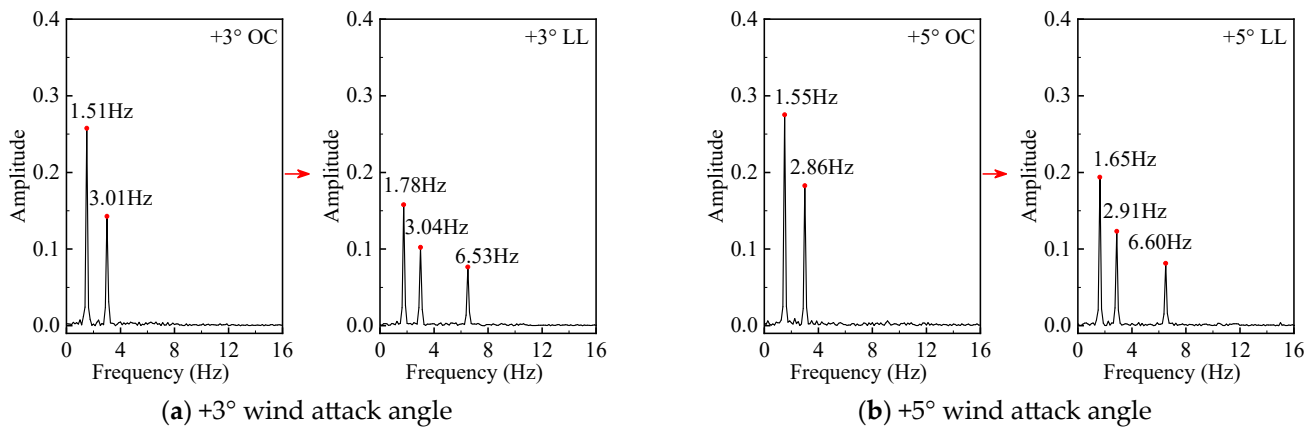 +3° OC
0.4
0.3
0.2
0.1
0.0
Amplitude
1.51Hz
3.01Hz
0 4 8 12 16
Frequency (Hz)
+3° LL
0.4
0.3
0.2
0.1
0.0
Amplitude
1.78Hz
3.04Hz
6.53Hz
0 4 8 12 16
Frequency (Hz)
(a) +3° wind attack angle
+5° OC
0.4
0.3
0.2
0.1
0.0
Amplitude
1.55Hz
2.86Hz
0 4 8 12 16
Frequency (Hz)
+5° LL
0.4
0.3
0.2
0.1
0.0
Amplitude
1.65Hz
2.91Hz
6.60Hz
0 4 8 12 16
Frequency (Hz)
(b) +5° wind attack angle